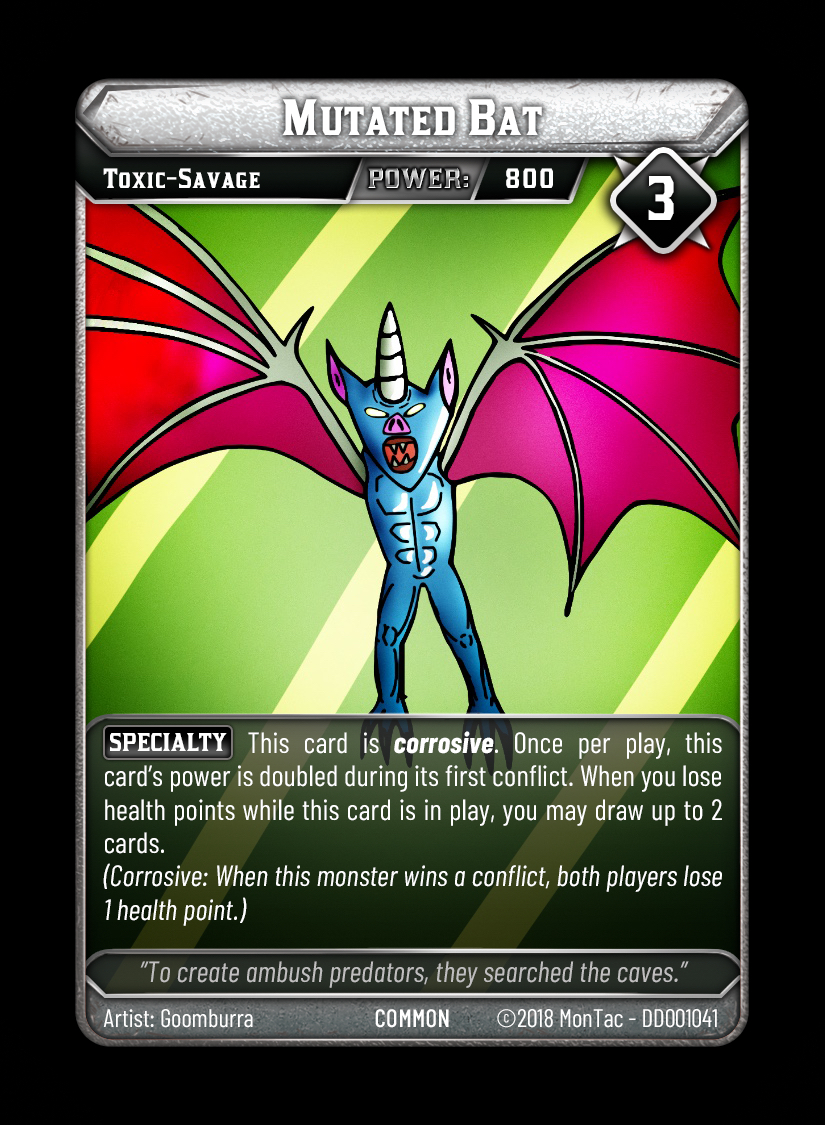 Mutated Bat
Toxic-Savage POWER: 800
3
SPECIALTY This card is corrosive. Once per play, this
card's power is doubled during its first conflict. When you lose
health points while this card is in play, you may draw up to 2
cards.
(Corrosive: When this monster wins a conflict, both players lose
1 health point.)
"To create ambush predators, they searched the caves."
Artist: Goomburra COMMON ©2018 MonTac - DD001041